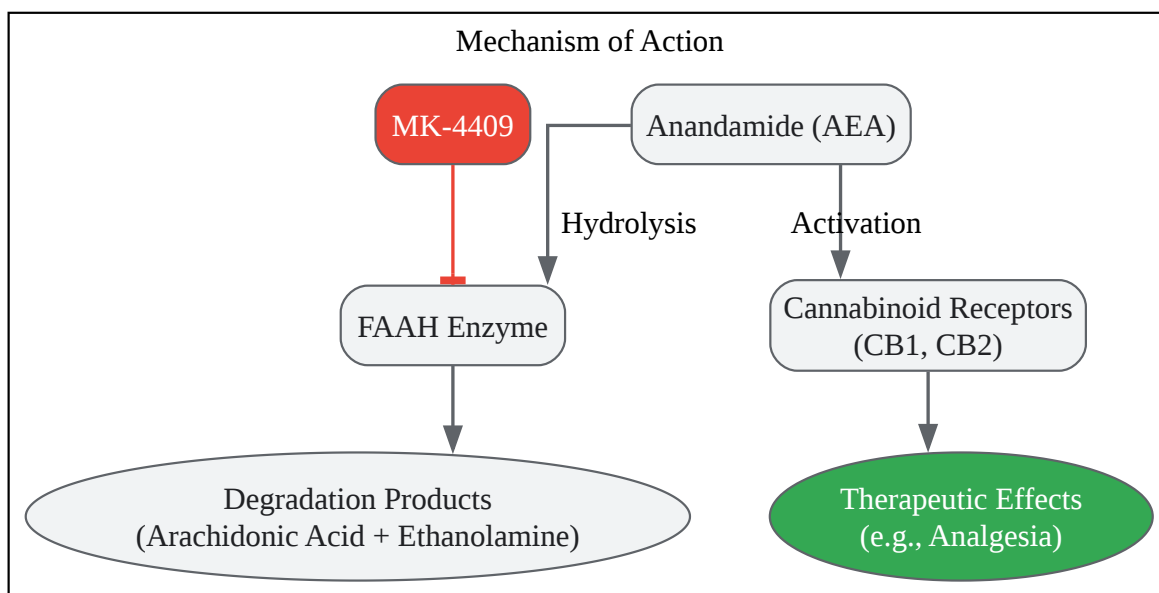 Mechanism of Action
MK-4409
Anandamide (AEA)
Hydrolysis
Activation
FAAH Enzyme
Cannabinoid Receptors
(CB1, CB2)
Degradation Products
(Arachidonic Acid + Ethanolamine)
Therapeutic Effects
(e.g., Analgesia)